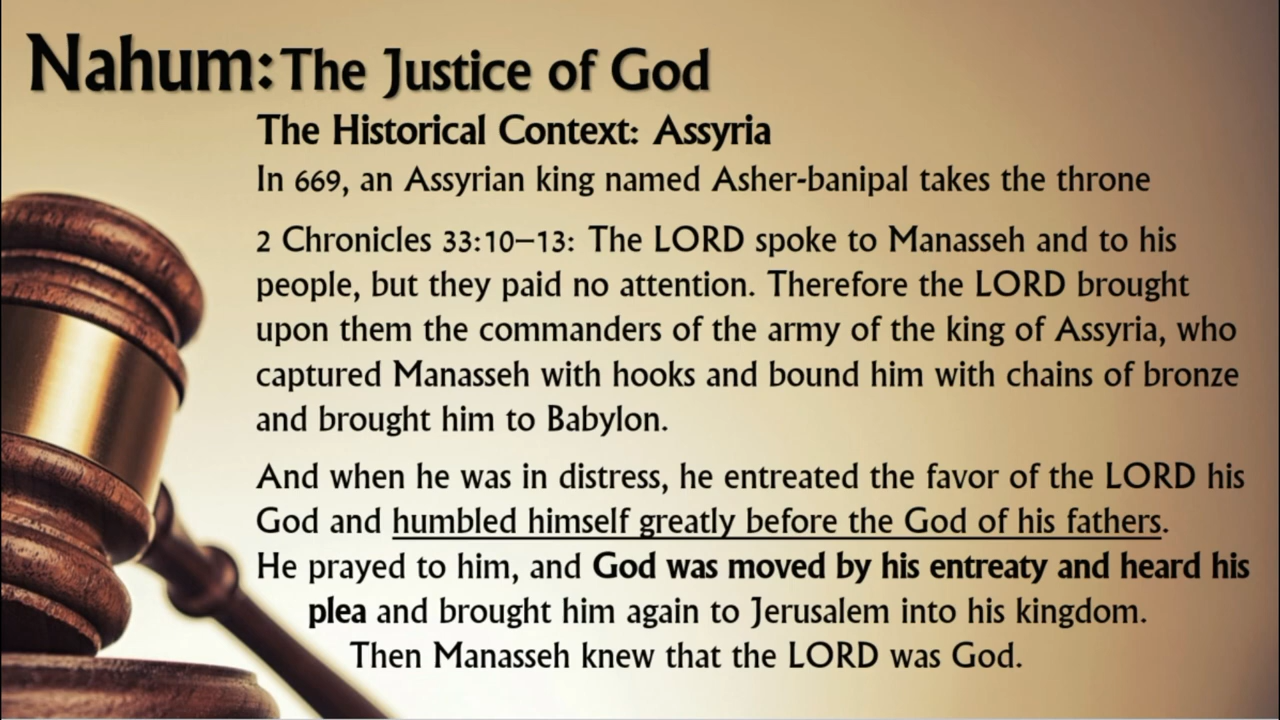 Nahum: The Justice of God
The Historical Context: Assyria
In 669, an Assyrian king named Asher-banipal takes the throne
2 Chronicles 33:10–13: The LORD spoke to Manasseh and to his
people, but they paid no attention. Therefore the LORD brought
upon them the commanders of the army of the king of Assyria, who
captured Manasseh with hooks and bound him with chains of bronze
and brought him to Babylon.
And when he was in distress, he entreated the favor of the LORD his
God and humbled himself greatly before the God of his fathers.
He prayed to him, and God was moved by his entreaty and heard his
plea and brought him again to Jerusalem into his kingdom.
Then Manasseh knew that the LORD was God.